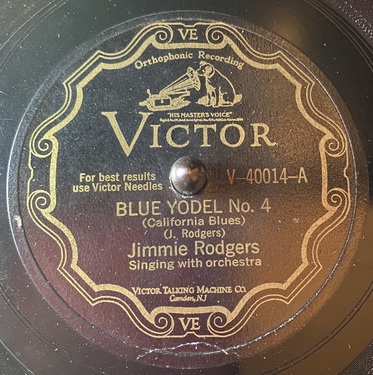 VE
Orthophonic Recording
"HIS MASTER'S VOICE"
VICTOR
For best results
use Victor Needles
V-40014-A
BLUE YODEL No. 4
(California Blues)
(J. Rodgers)
Jimmie Rodgers
Singing with orchestra
VICTOR TALKING MACHINE CO.
Camden, NJ
VE